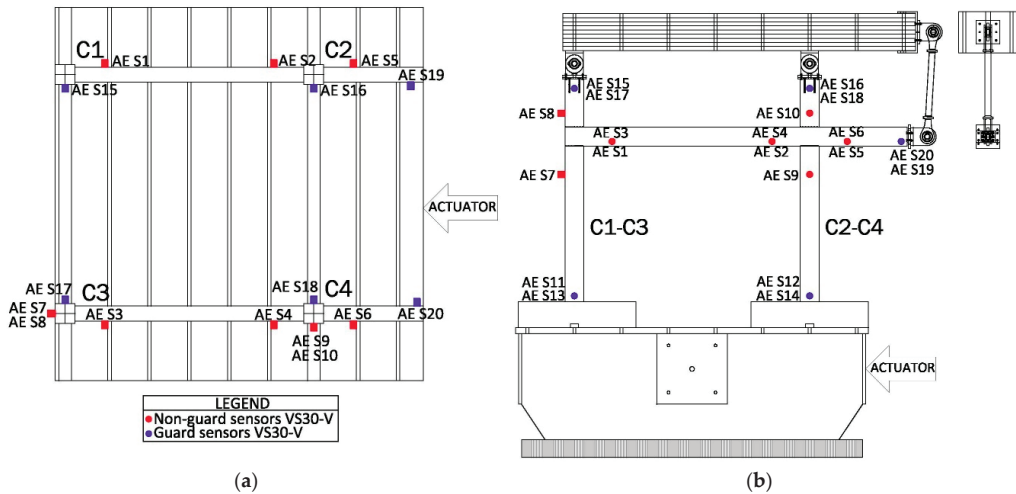 C1
C2
AE S1
AE S2
AE S5
AE S19
AE S15
AE S16
ACTUATOR
AE S17
C3
AE S18
C4
AE S7
AE S8
AE S3
AE S4
AE S6
AE S20
AE S9
AE S10
LEGEND
Non-guard sensors VS30-V
Guard sensors VS30-V
(a)
AE S15
AE S17
AE S16
AE S18
AE S8
AE S10
AE S3
AE S1
AE S4
AE S2
AE S6
AE S5
AE S20
AE S19
AE S7
AE S9
C1-C3
C2-C4
AE S11
AE S13
AE S12
AE S14
ACTUATOR
(b)